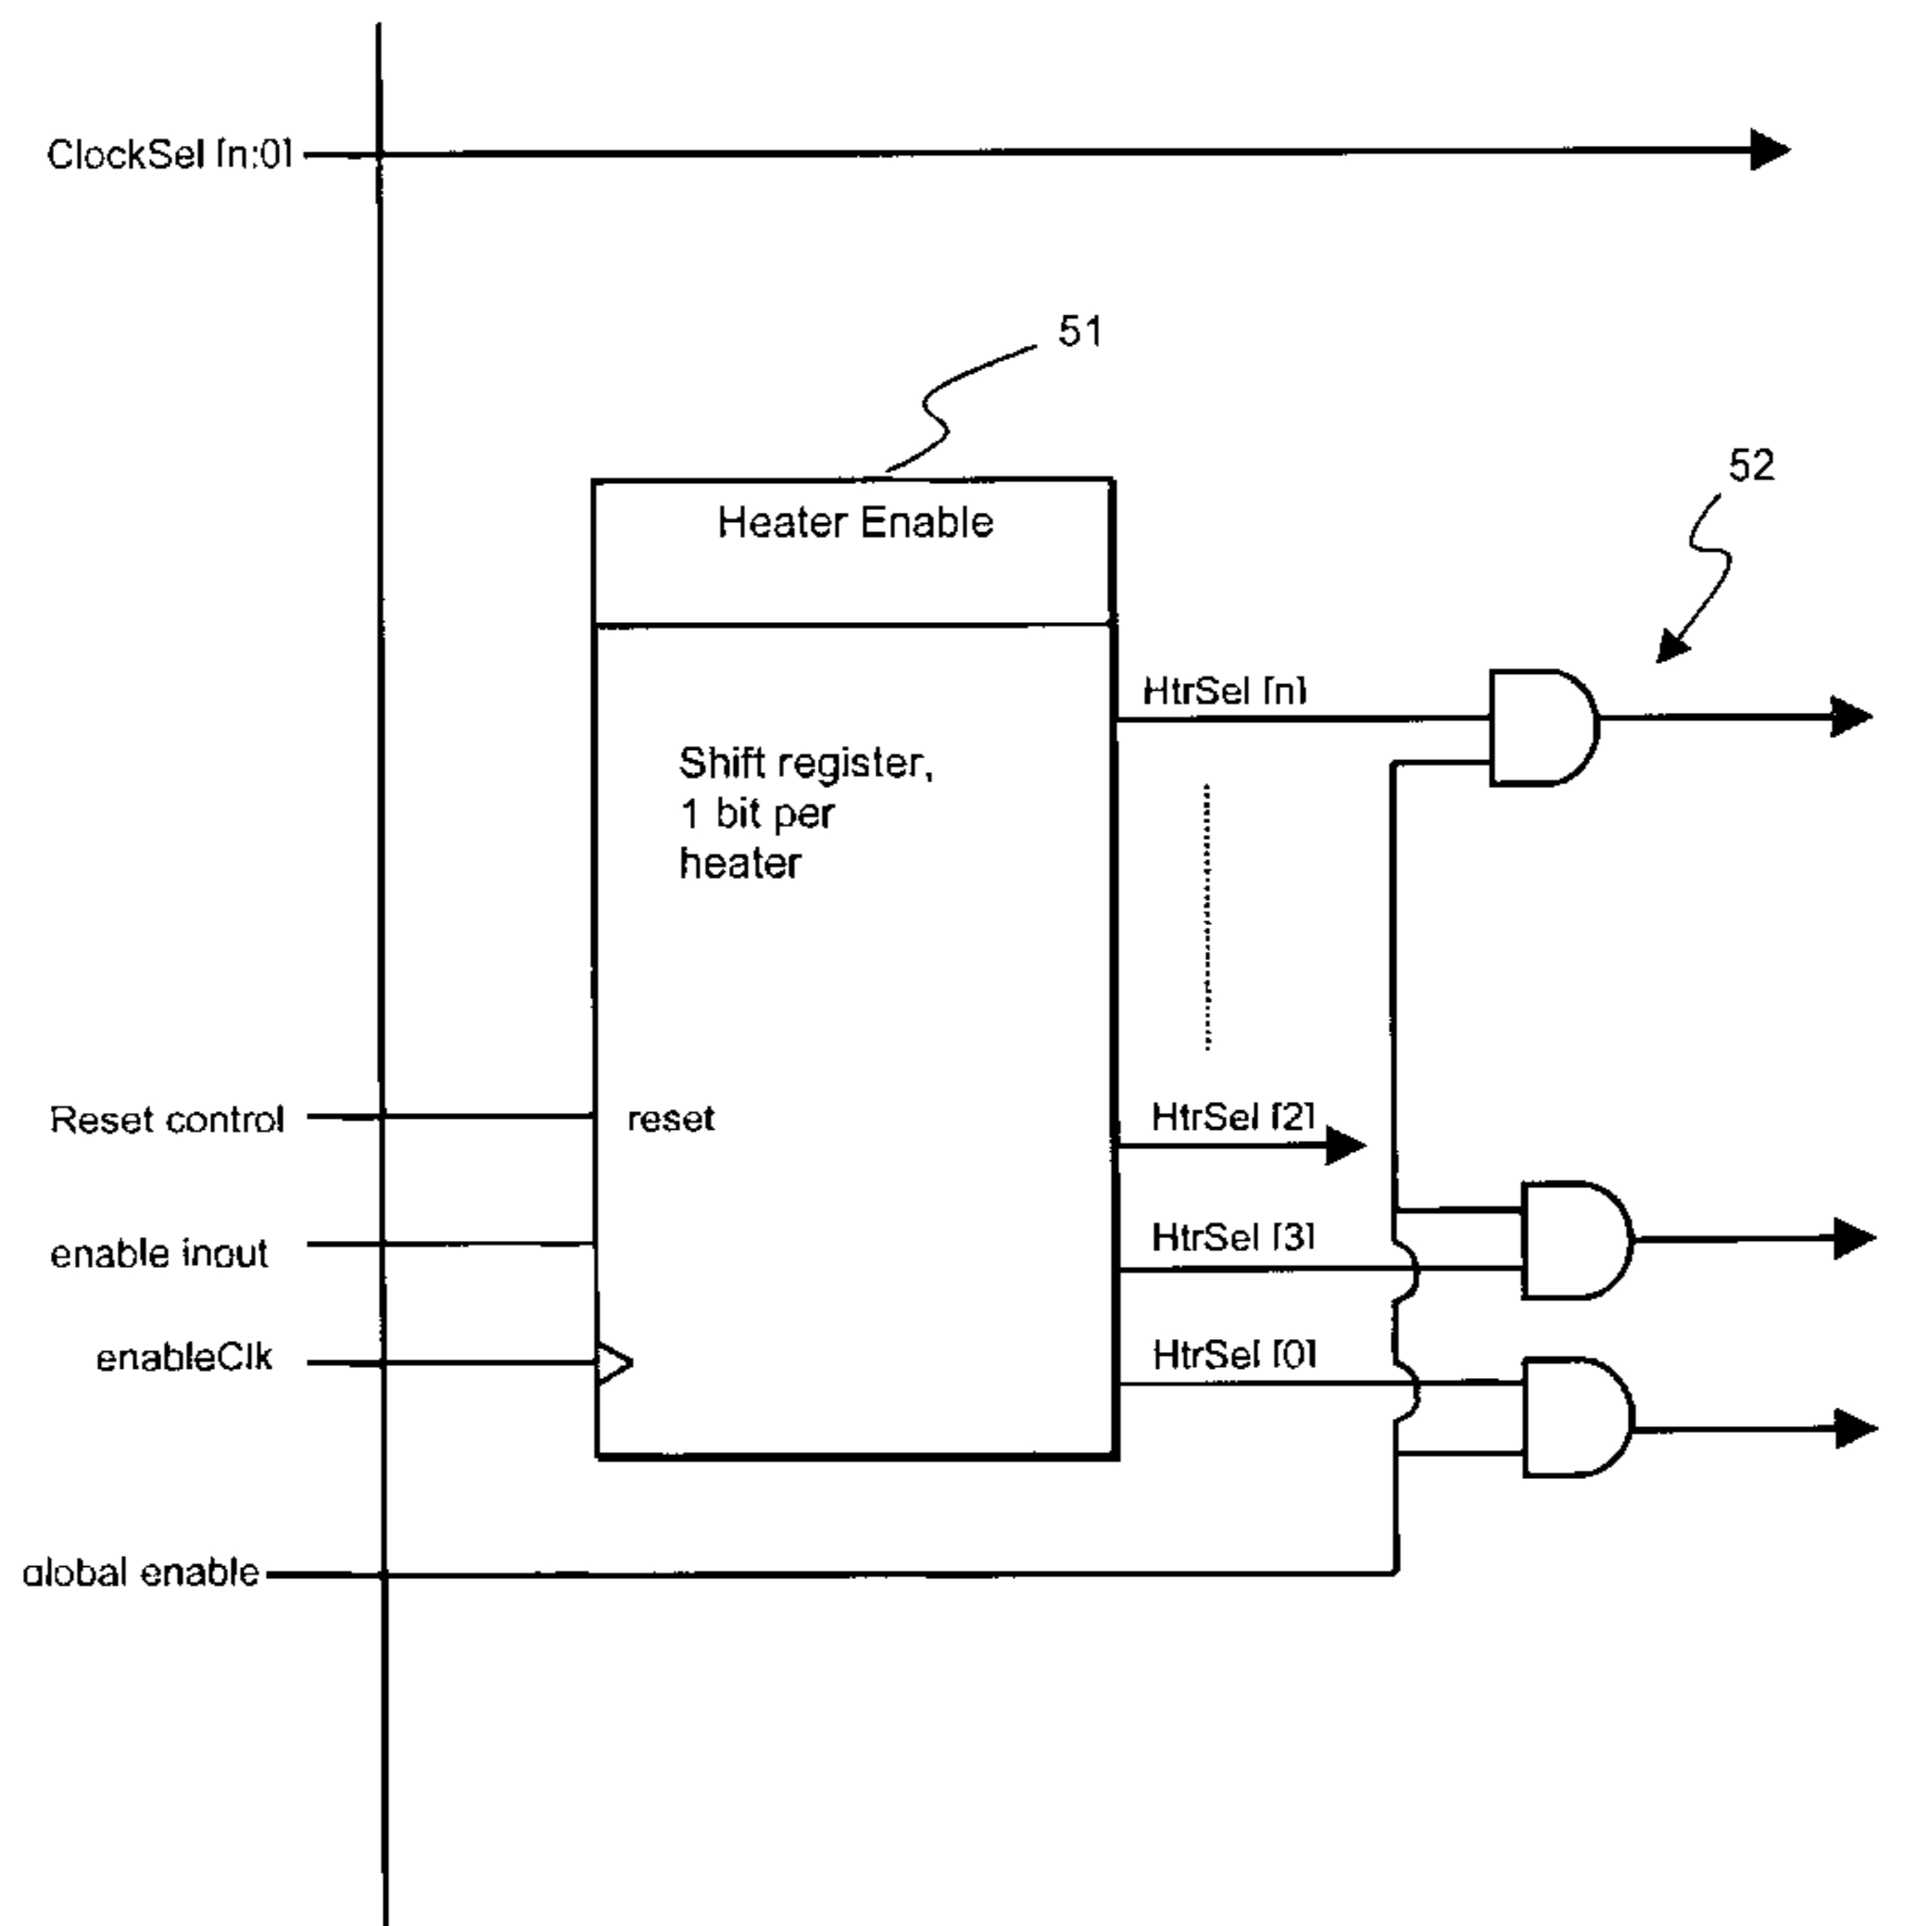 ClockSel [n:0]
51
52
Heater Enable
HtrSel [n]
Shift register,
1 bit per
heater
Reset control
reset
HtrSel [2]
enable inout
HtrSel [3]
enableClk
HtrSel [0]
global enable